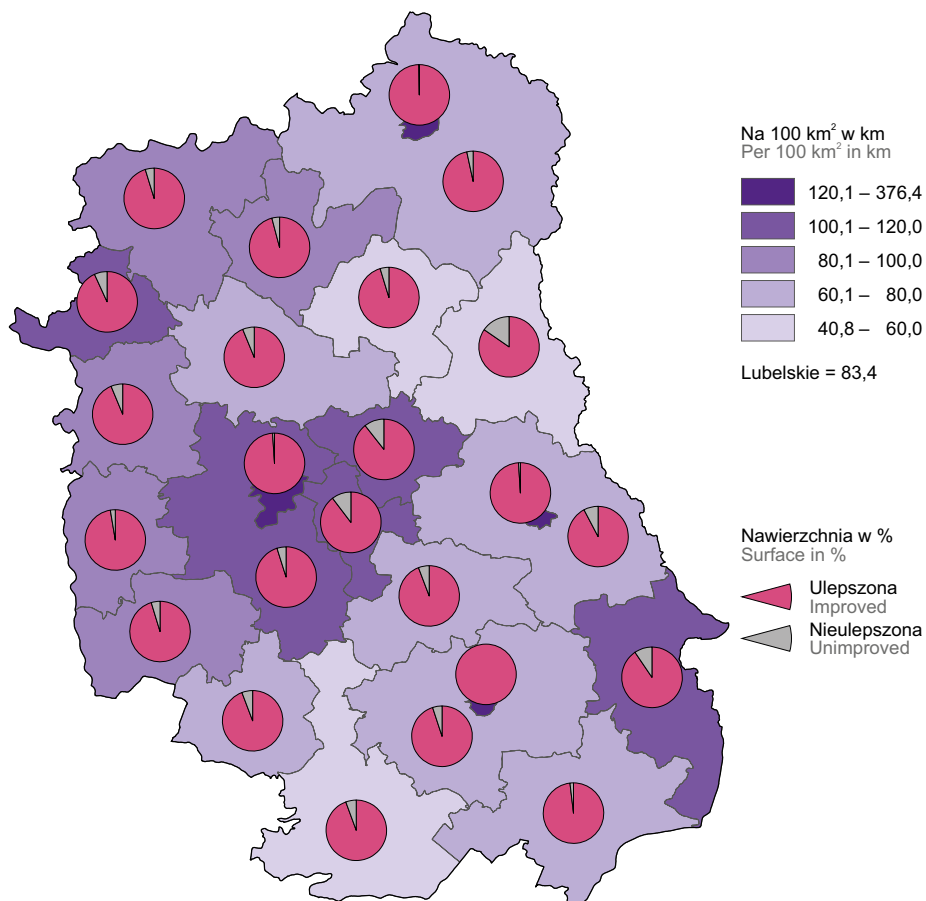 Na 100 km² w km
Per 100 km² in km
120,1 – 376,4
100,1 – 120,0
80,1 – 100,0
60,1 – 80,0
40,8 – 60,0
Lubelskie = 83,4
Nawierzchnia w %
Surface in %
Ulepszona
Improved
Nieulepszona
Unimproved